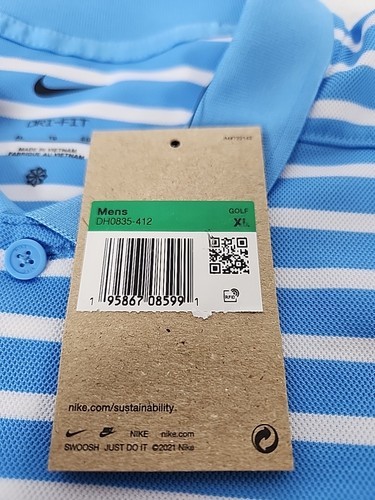 DRI-FIT
MADE IN VIETNAM
FABRIQUÉ AU VIETNAM
Mens
DH0835-412
GOLF
XL
1 95867 08599 1
RFID
nike.com/sustainability
NIKE nike.com
SWOOSH JUST DO IT ©2021 Nike